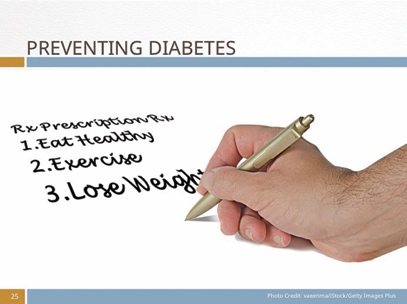 PREVENTING DIABETES
Rx Prescription Rx
1.Eat Healthy
2.Exercise
3.Lose Weight
25
Photo Credit: vaeenma/iStock/Getty Images Plus